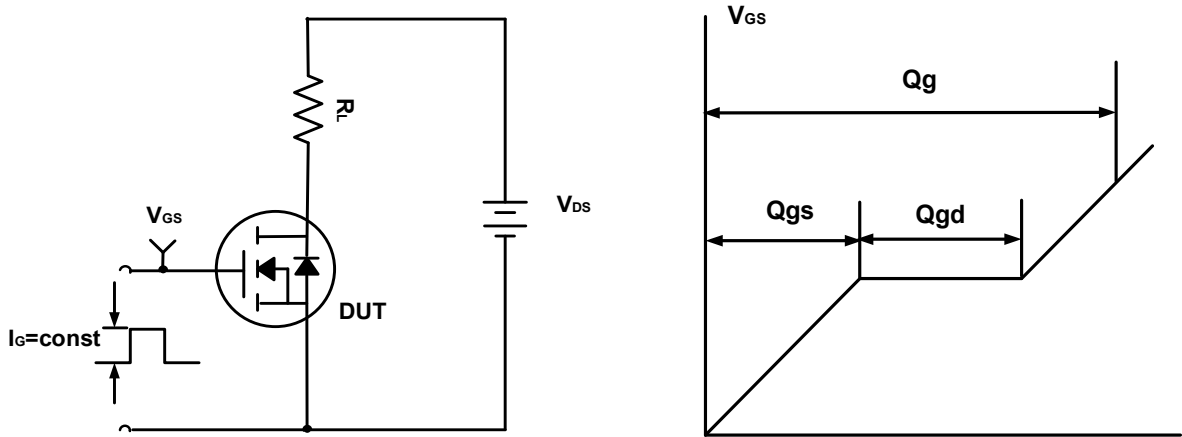 RL
VDS
VGS
DUT
IG=const
VGS
Qg
Qgs
Qgd